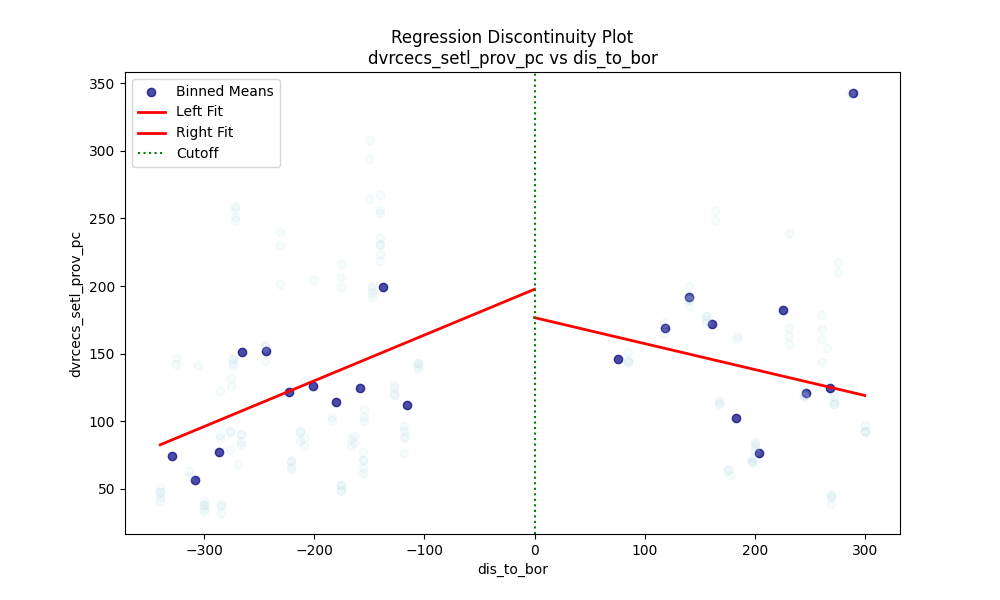 Regression Discontinuity Plot
dvrcecs_setl_prov_pc vs dis_to_bor
Binned Means
Left Fit
Right Fit
Cutoff
dvrcecs_setl_prov_pc
350
300
250
200
150
100
50
−300 −200 −100 0 100 200 300
dis_to_bor